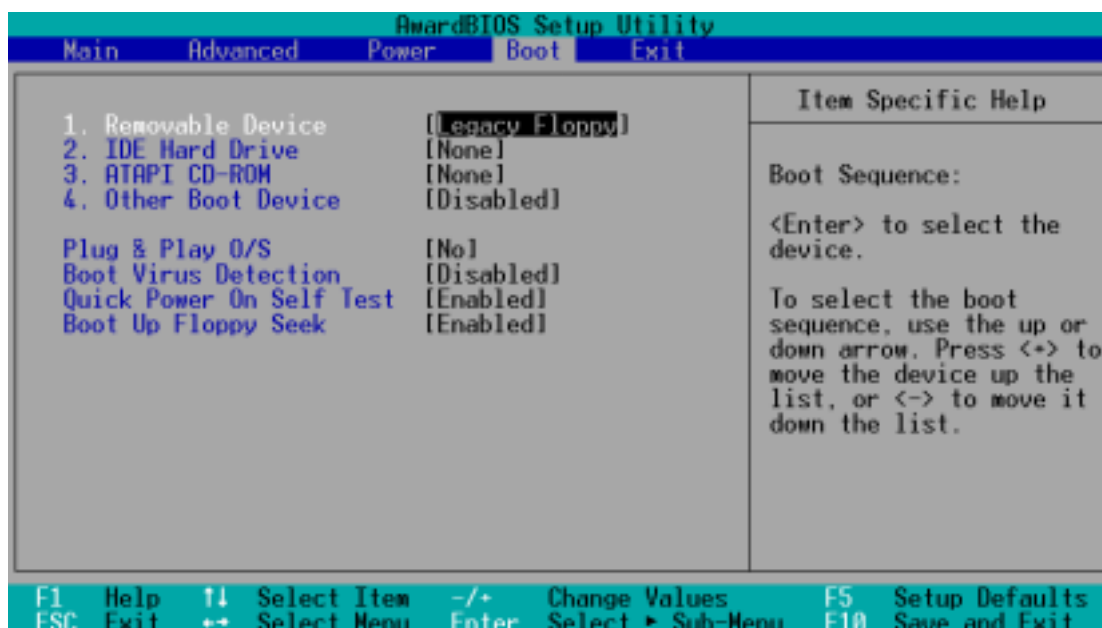 AwardBIOS Setup Utility
Main Advanced Power Boot Exit
1. Removable Device [Legacy Floppy]
2. IDE Hard Drive [None]
3. ATAPI CD-ROM [None]
4. Other Boot Device [Disabled]
Plug & Play O/S [No]
Boot Virus Detection [Disabled]
Quick Power On Self Test [Enabled]
Boot Up Floppy Seek [Enabled]
Item Specific Help
Boot Sequence:
<Enter> to select the
device.
To select the boot
sequence, use the up or
down arrow. Press <+> to
move the device up the
list, or <-> to move it
down the list.
F1 Help ↑↓ Select Item -/+ Change Values F5 Setup Defaults
ESC Exit ←→ Select Menu Enter Select ► Sub-Menu F10 Save and Exit